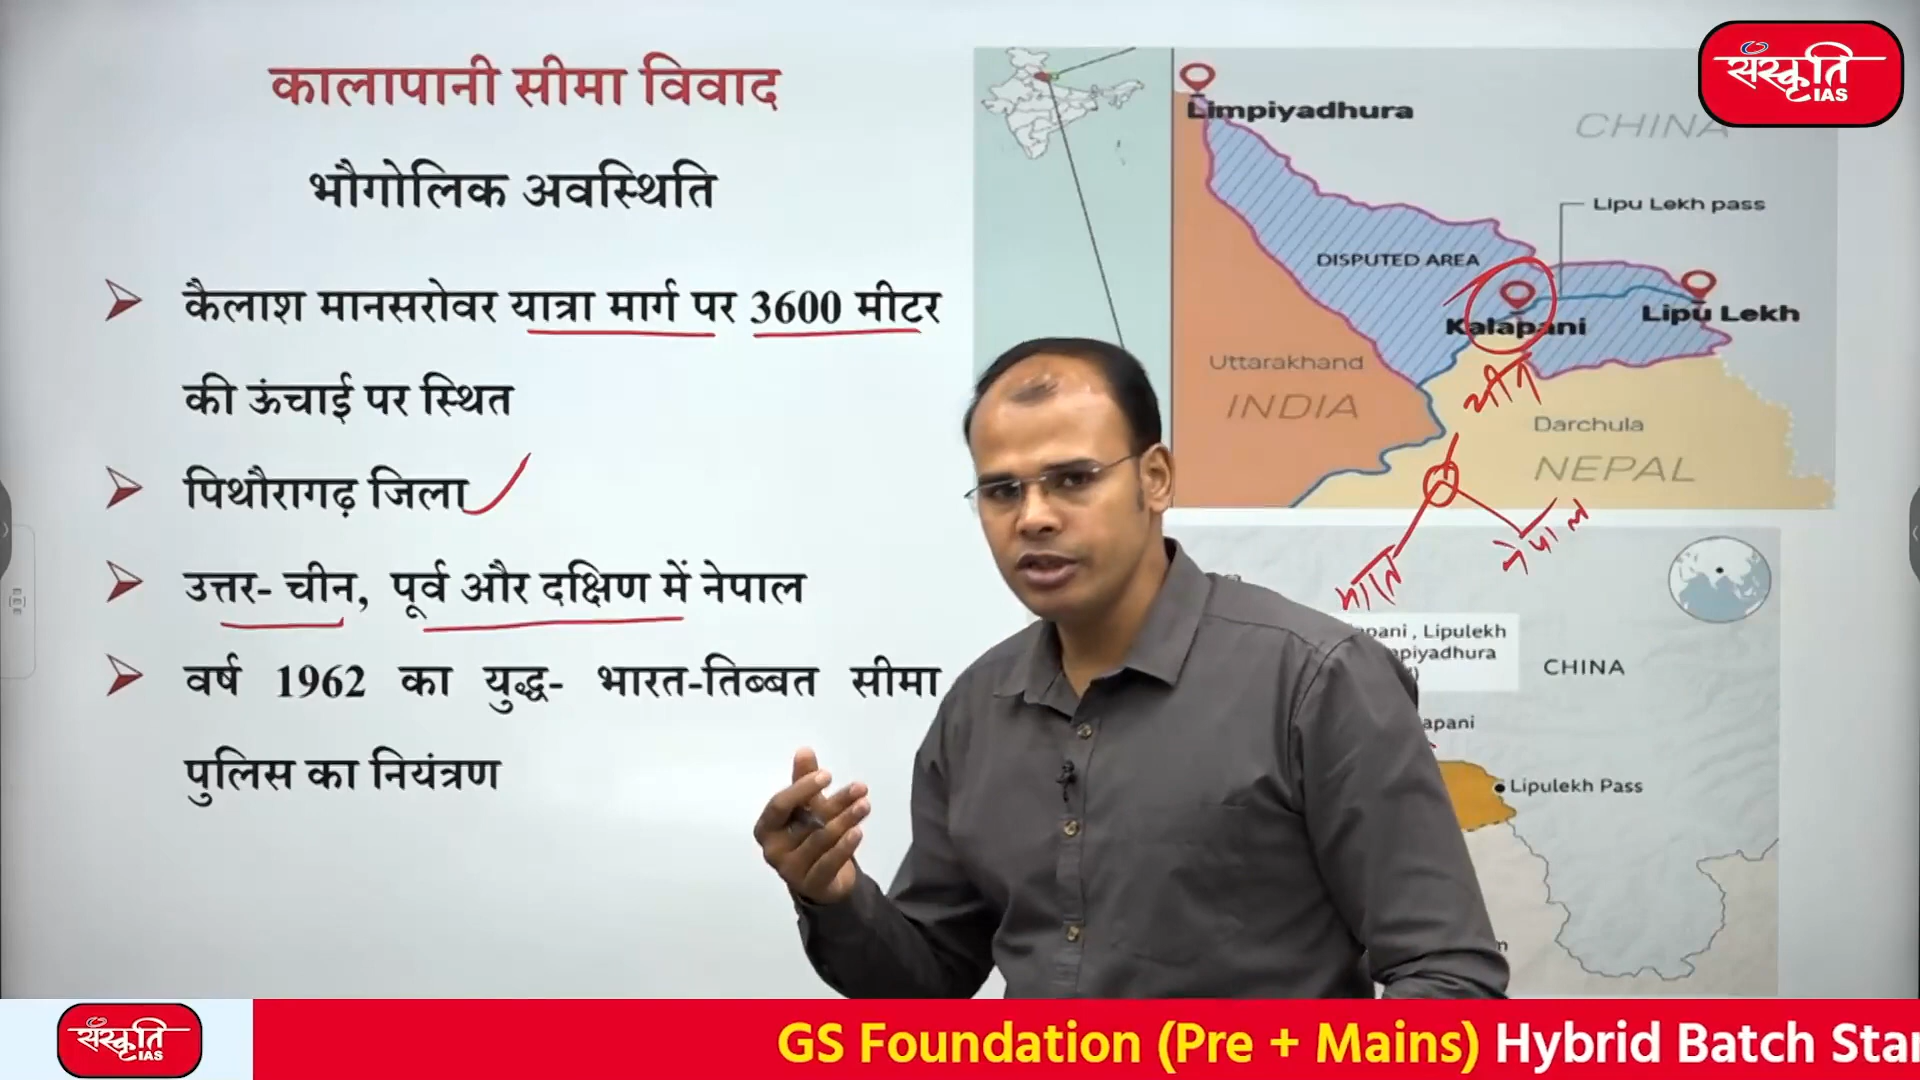 कालापानी सीमा विवाद
भौगोलिक अवस्थिति
कैलाश मानसरोवर यात्रा मार्ग पर 3600 मीटर
की ऊंचाई पर स्थित
पिथौरागढ़ जिला
उत्तर- चीन, पूर्व और दक्षिण में नेपाल
वर्ष 1962 का युद्ध- भारत-तिब्बत सीमा
पुलिस का नियंत्रण
संस्कृति
IAS
Limpiyadhura
CHINA
Lipu Lekh pass
DISPUTED AREA
Kalapani
Lipu Lekh
Uttarakhand
INDIA
चीन
Darchula
NEPAL
भारत
नेपाल
Lipulekh
CHINA
Lipulekh Pass
संस्कृति
IAS
GS Foundation (Pre + Mains) Hybrid Batch